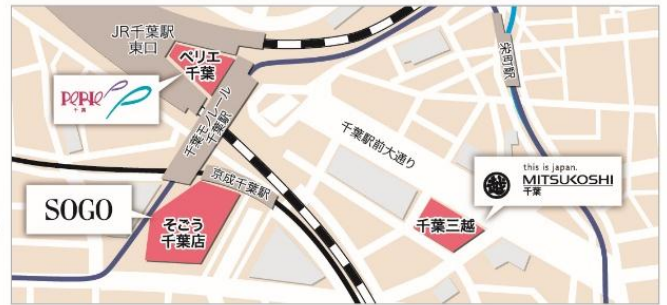 JR千葉駅
東口
ペリエ
千葉
PERIE
千葉
千葉モノレール
千葉駅
栄町駅
千葉駅前大通り
京成千葉駅
this is japan.
MITSUKOSHI
千葉
SOGO
そごう
千葉店
千葉三越